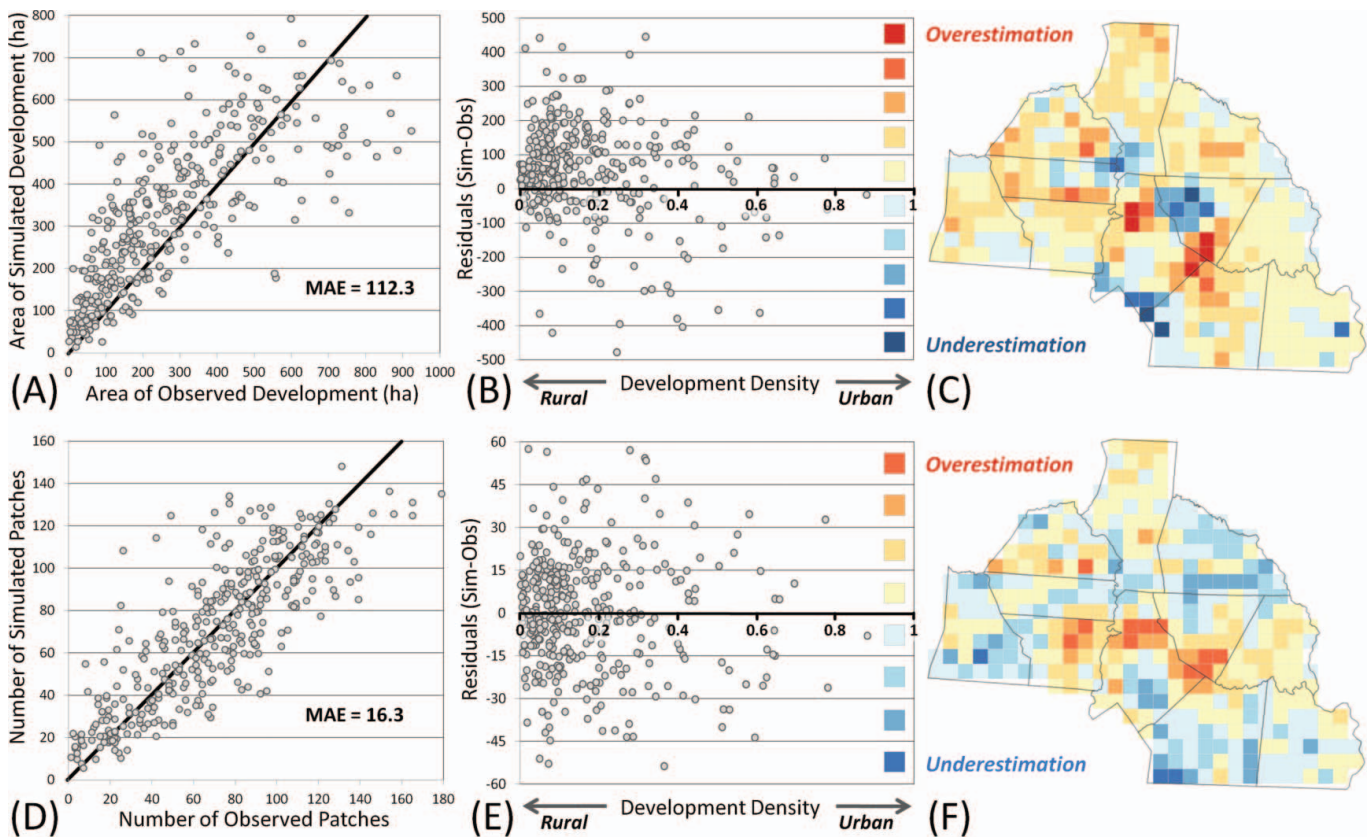 800
700
600
500
400
300
200
100
0
Area of Simulated Development (ha)
MAE = 112.3
0 100 200 300 400 500 600 700 800 900 1000
(A) Area of Observed Development (ha)
500
400
300
200
100
0
-100
-200
-300
-400
-500
Residuals (Sim-Obs)
0 0.2 0.4 0.6 0.8 1
(B) Development Density
Rural Urban
Overestimation
Underestimation
(C)
160
140
120
100
80
60
40
20
0
Number of Simulated Patches
MAE = 16.3
0 20 40 60 80 100 120 140 160 180
(D) Number of Observed Patches
60
45
30
15
0
-15
-30
-45
-60
Residuals (Sim-Obs)
0 0.2 0.4 0.6 0.8 1
(E) Development Density
Rural Urban
Overestimation
Underestimation
(F)